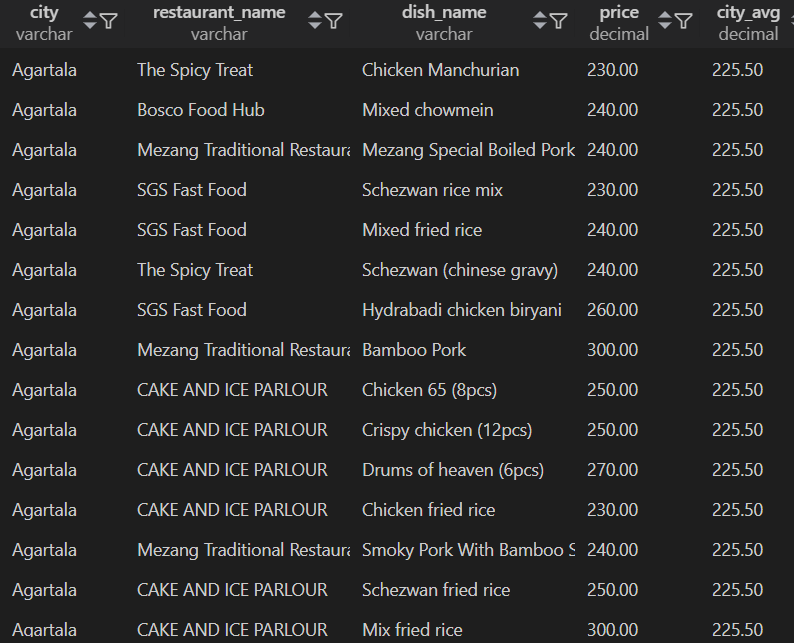 city restaurant_name dish_name price city_avg
varchar varchar varchar decimal decimal
Agartala The Spicy Treat Chicken Manchurian 230.00 225.50
Agartala Bosco Food Hub Mixed chowmein 240.00 225.50
Agartala Mezang Traditional Restaura Mezang Special Boiled Pork 240.00 225.50
Agartala SGS Fast Food Schezwan rice mix 230.00 225.50
Agartala SGS Fast Food Mixed fried rice 240.00 225.50
Agartala The Spicy Treat Schezwan (chinese gravy) 240.00 225.50
Agartala SGS Fast Food Hydrabadi chicken biryani 260.00 225.50
Agartala Mezang Traditional Restaura Bamboo Pork 300.00 225.50
Agartala CAKE AND ICE PARLOUR Chicken 65 (8pcs) 250.00 225.50
Agartala CAKE AND ICE PARLOUR Crispy chicken (12pcs) 250.00 225.50
Agartala CAKE AND ICE PARLOUR Drums of heaven (6pcs) 270.00 225.50
Agartala CAKE AND ICE PARLOUR Chicken fried rice 230.00 225.50
Agartala Mezang Traditional Restaura Smoky Pork With Bamboo S 240.00 225.50
Agartala CAKE AND ICE PARLOUR Schezwan fried rice 250.00 225.50
Agartala CAKE AND ICE PARLOUR Mix fried rice 300.00 225.50